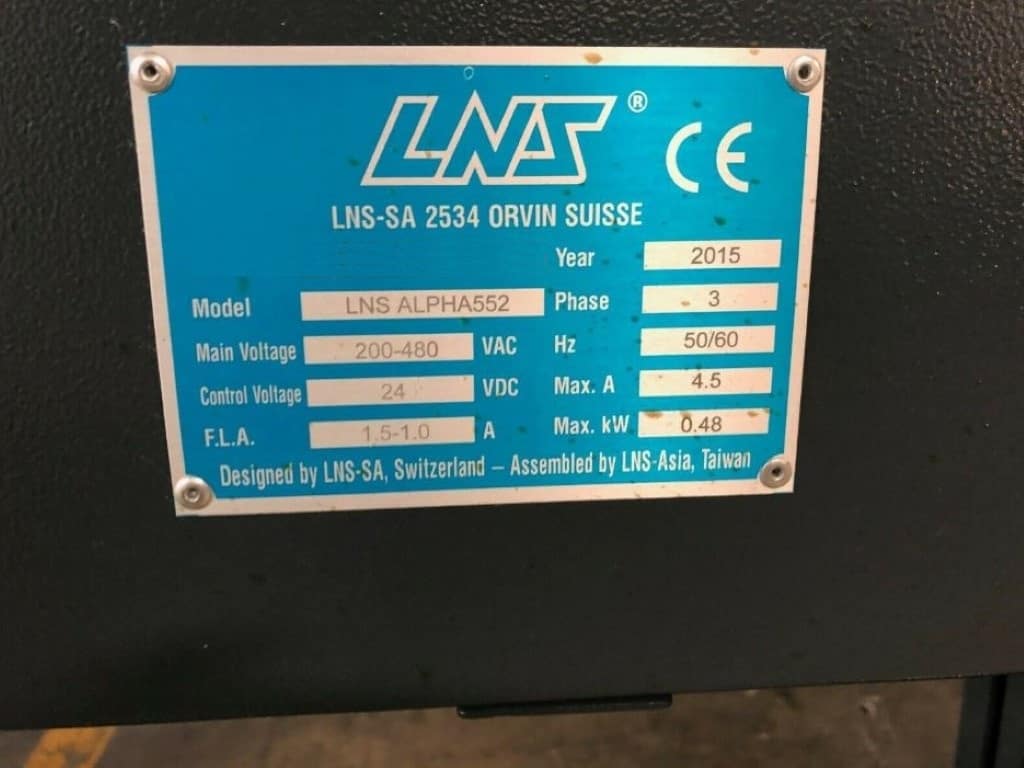 LNS®
CE
LNS-SA 2534 ORVIN SUISSE
Year 2015
Model LNS ALPHA552 Phase 3
Main Voltage 200-480 VAC Hz 50/60
Control Voltage 24 VDC Max. A 4.5
F.L.A. 1.5-1.0 A Max. kW 0.48
Designed by LNS-SA, Switzerland – Assembled by LNS-Asia, Taiwan